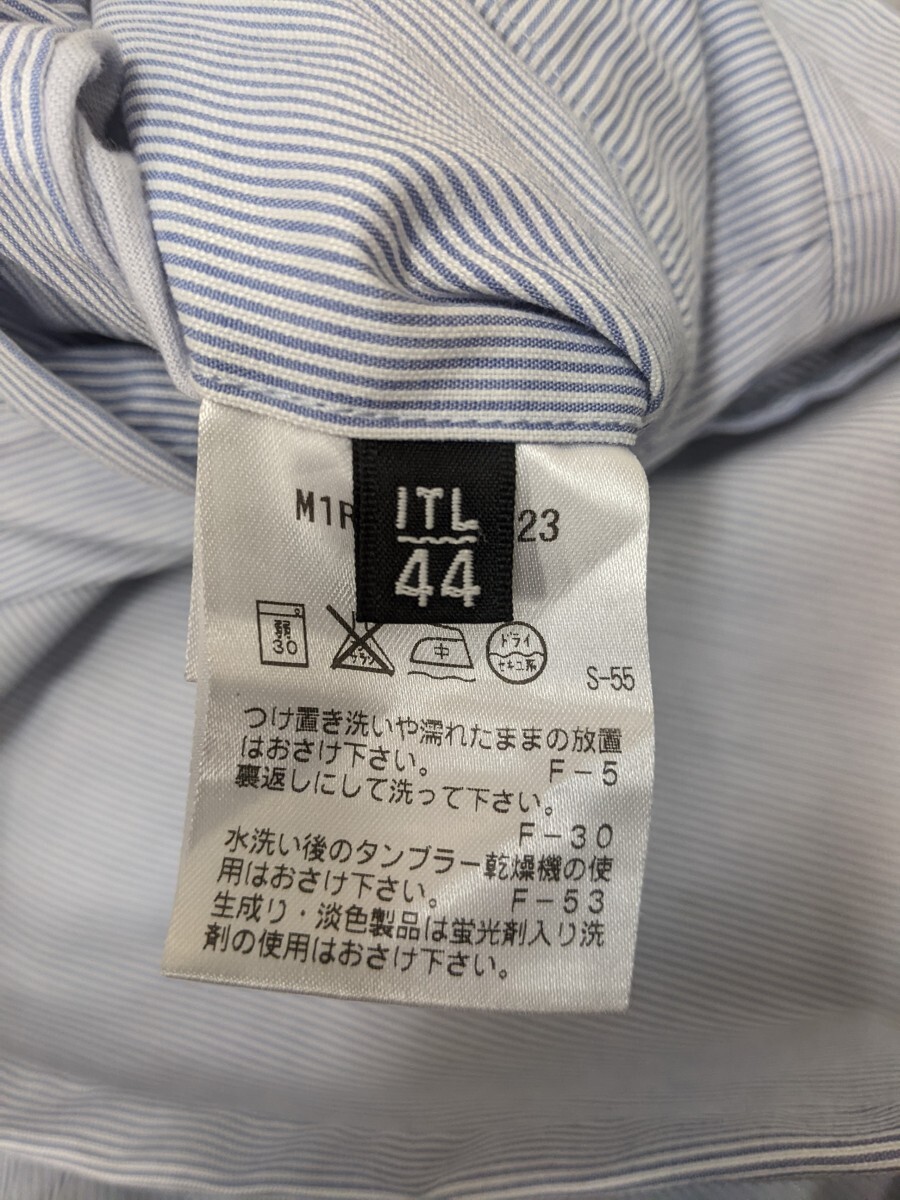 M1R
ITL
44
23
弱
30
中
ドライ
セキユ系
S-55
つけ置き洗いや濡れたままの放置
はおさけ下さい。 F-5
裏返しにして洗って下さい。
F-30
水洗い後のタンブラー乾燥機の使
用はおさけ下さい。 F-53
生成り・淡色製品は蛍光剤入り洗
剤の使用はおさけ下さい。